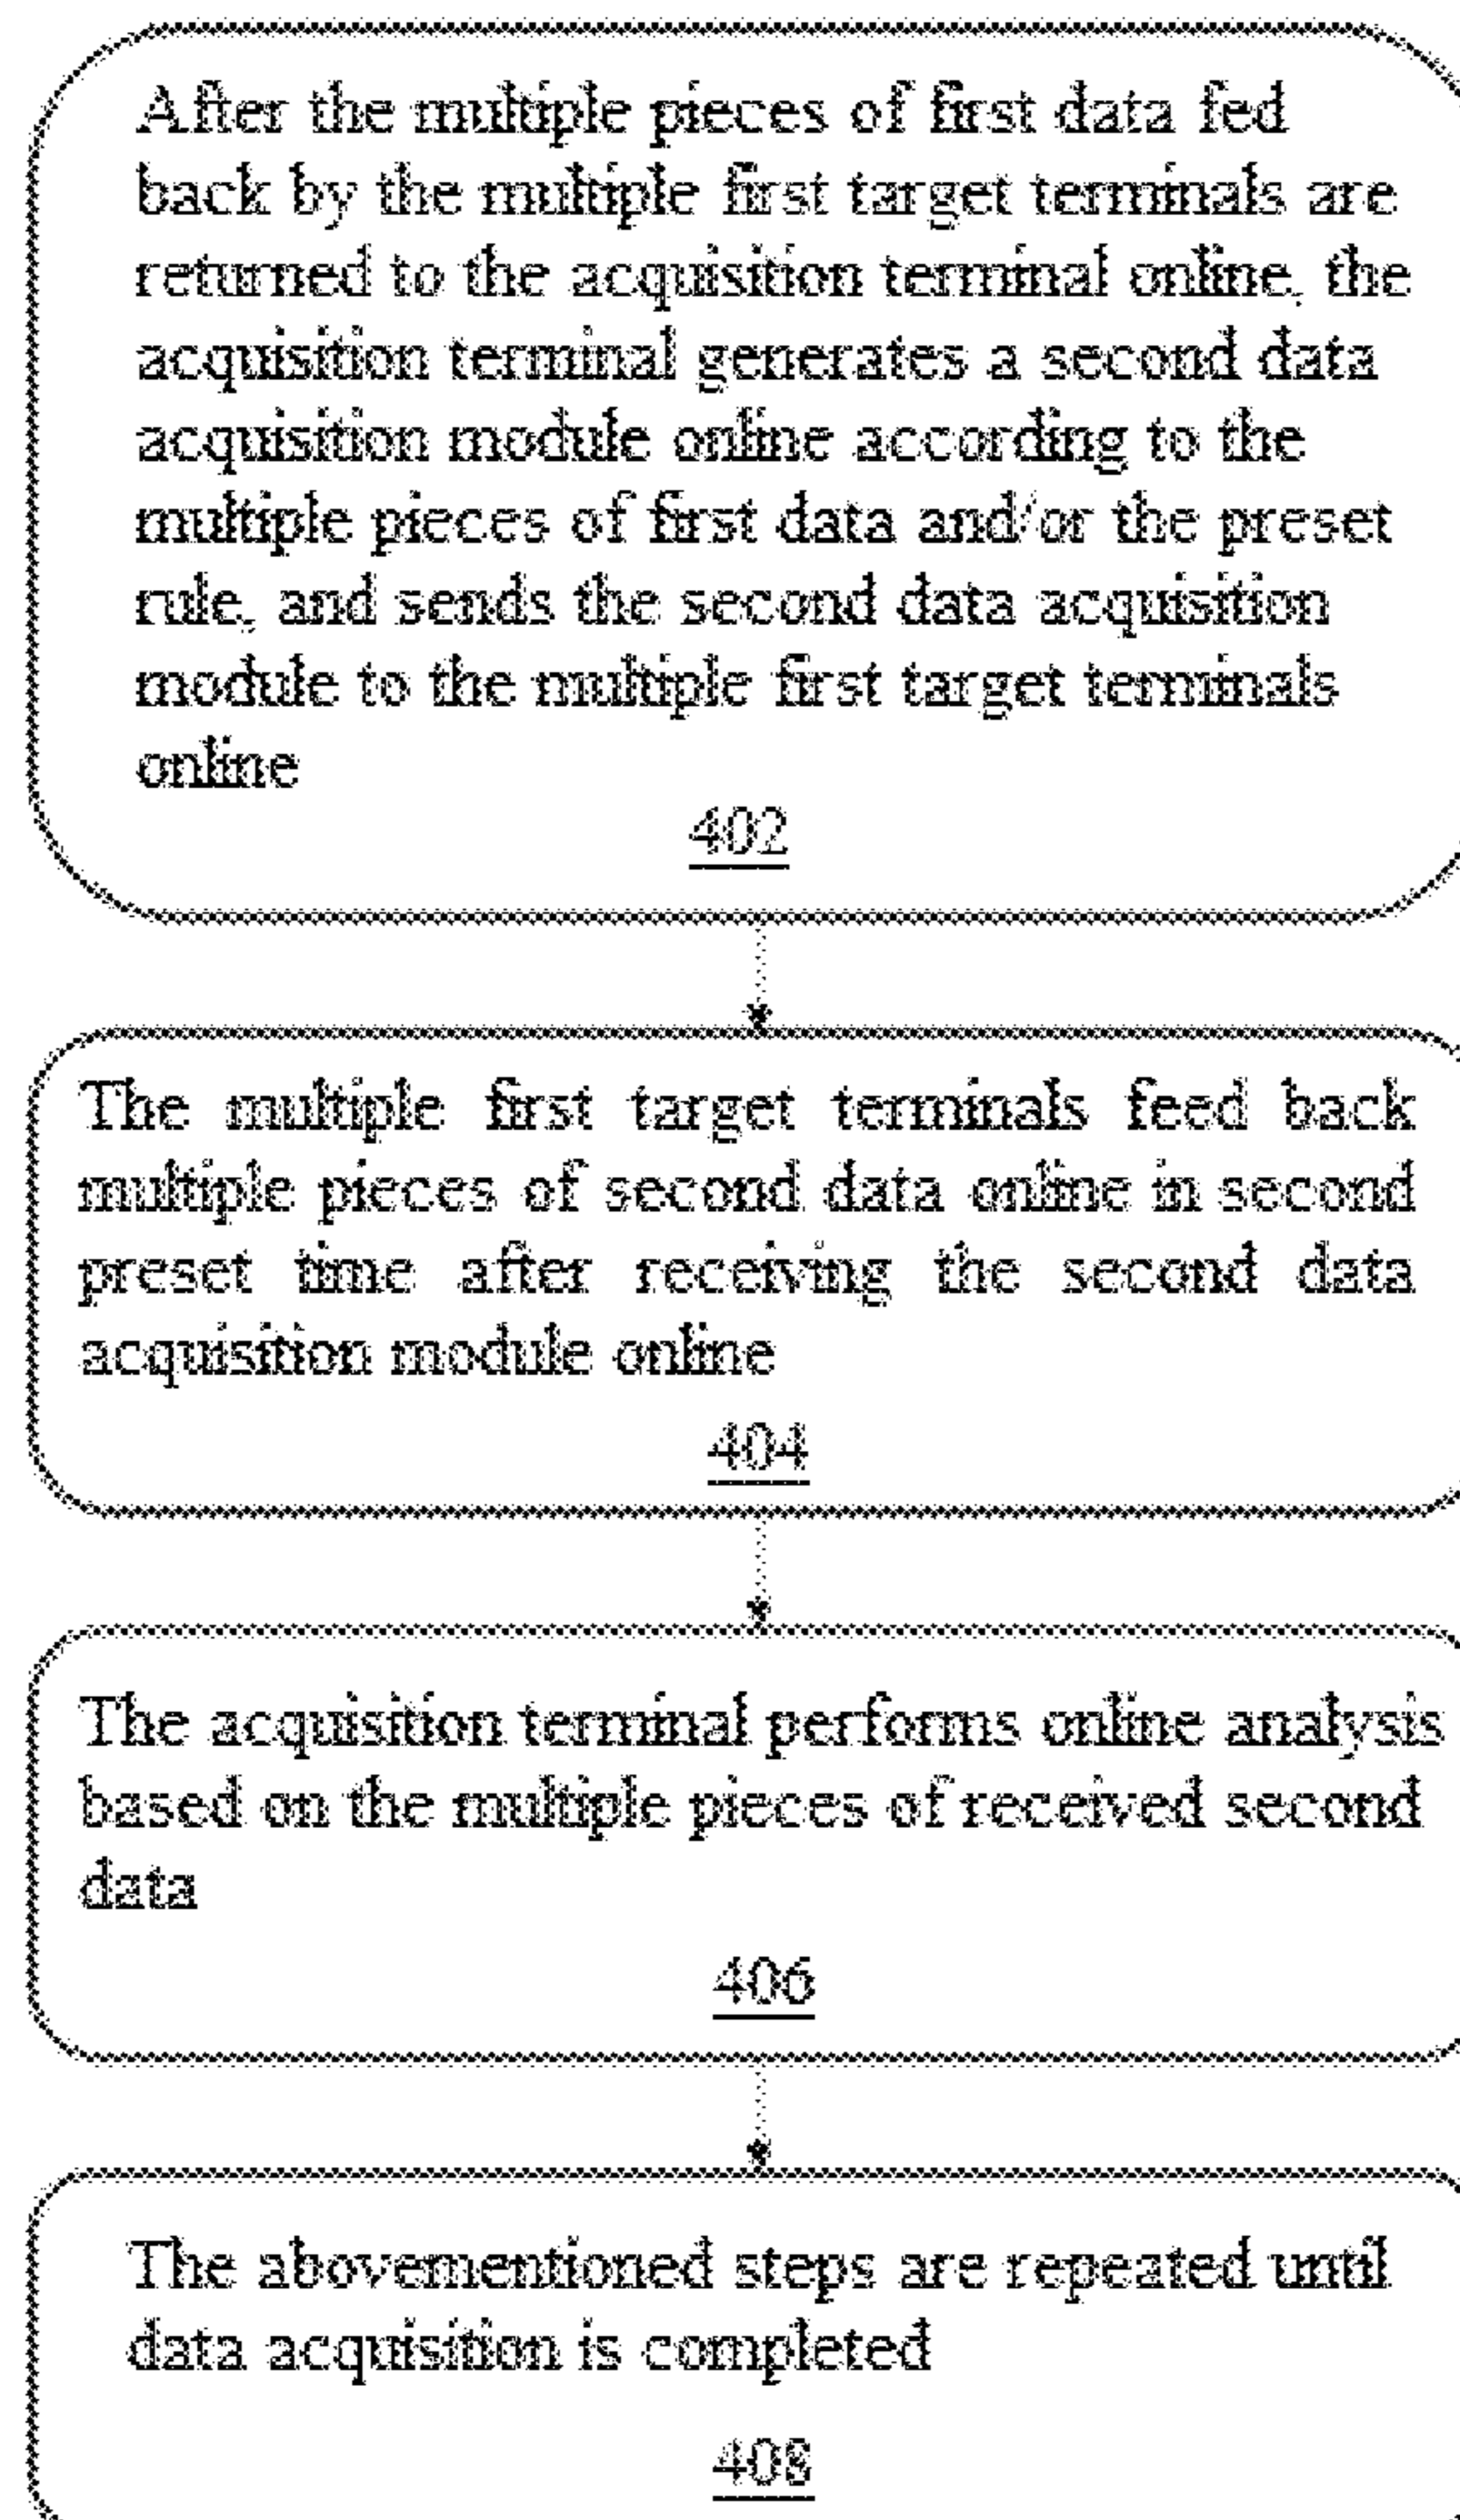 After the multiple pieces of first data fed
back by the multiple first target terminals are
returned to the acquisition terminal online, the
acquisition terminal generates a second data
acquisition module online according to the
multiple pieces of first data and/or the preset
rule, and sends the second data acquisition
module to the multiple first target terminals
online
402
The multiple first target terminals feed back
multiple pieces of second data online in second
preset time after receiving the second data
acquisition module online
404
The acquisition terminal performs online analysis
based on the multiple pieces of received second
data
406
The abovementioned steps are repeated until
data acquisition is completed
408